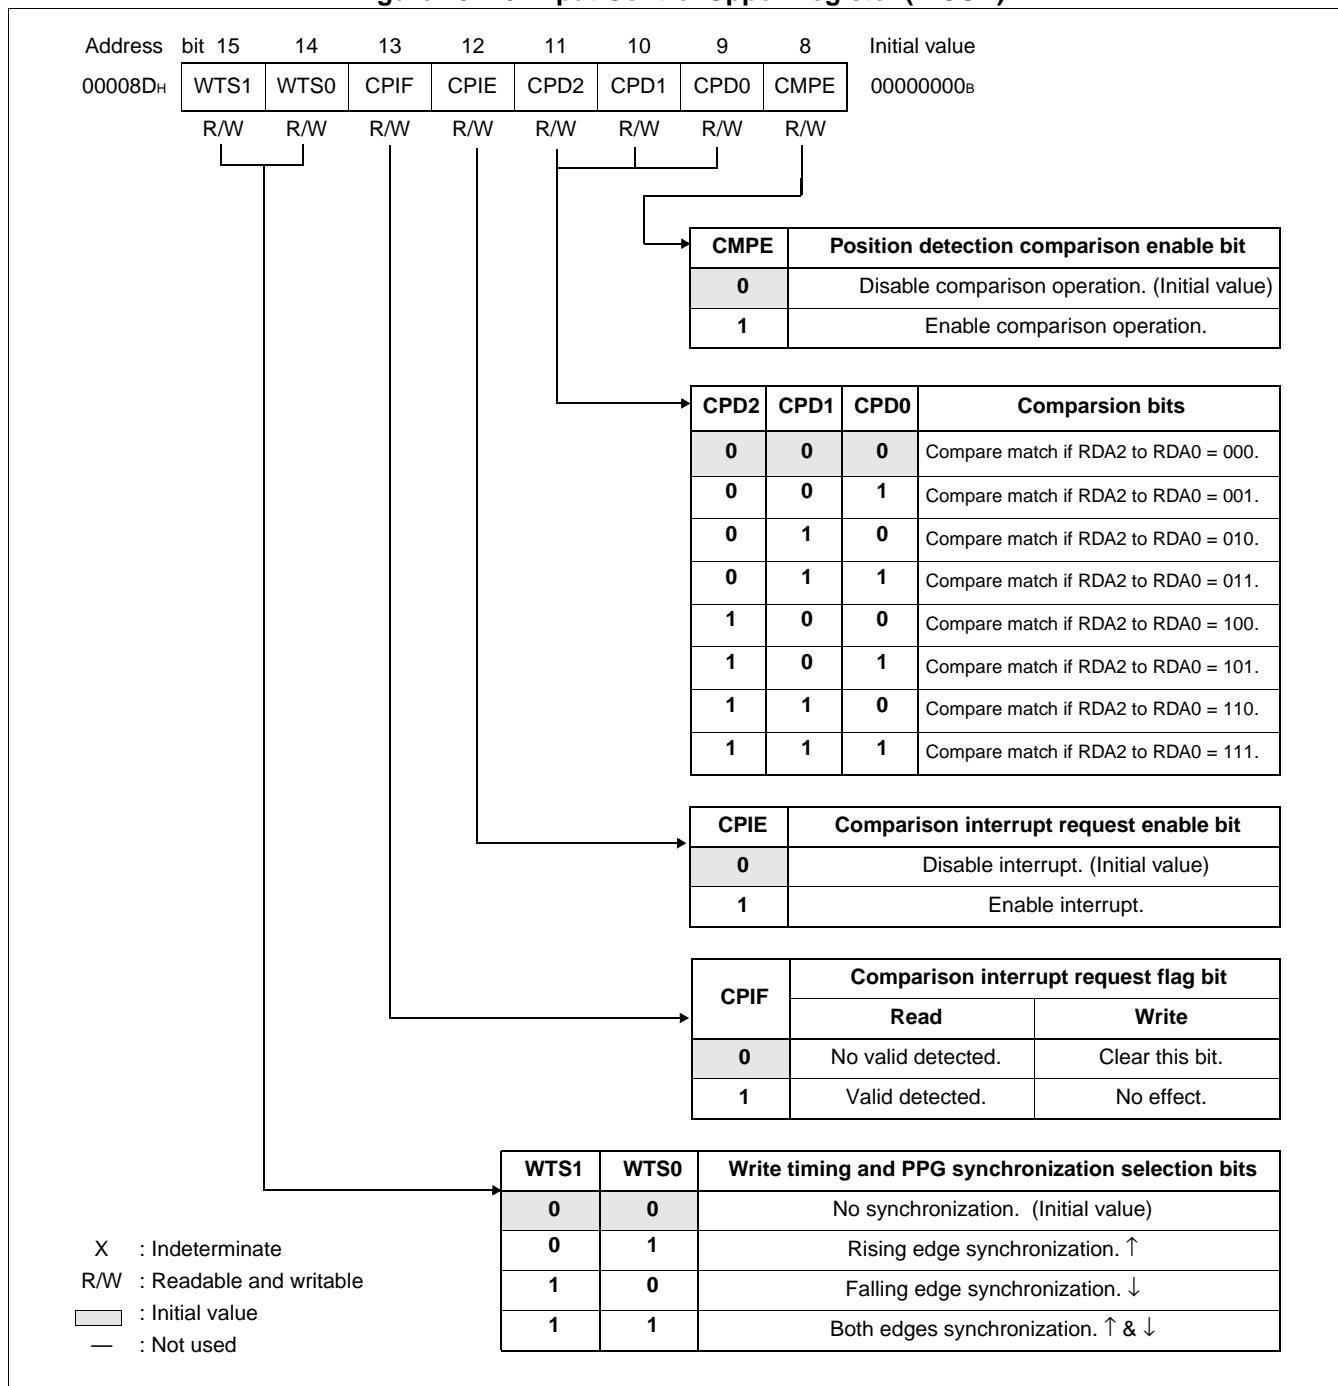 Address bit 15 14 13 12 11 10 9 8 Initial value
00008DH WTS1 WTS0 CPIF CPIE CPD2 CPD1 CPD0 CMPE 00000000B
R/W R/W R/W R/W R/W R/W R/W R/W
CMPE Position detection comparison enable bit
0 Disable comparison operation. (Initial value)
1 Enable comparison operation.
CPD2 CPD1 CPD0 Comparsion bits
0 0 0 Compare match if RDA2 to RDA0 = 000.
0 0 1 Compare match if RDA2 to RDA0 = 001.
0 1 0 Compare match if RDA2 to RDA0 = 010.
0 1 1 Compare match if RDA2 to RDA0 = 011.
1 0 0 Compare match if RDA2 to RDA0 = 100.
1 0 1 Compare match if RDA2 to RDA0 = 101.
1 1 0 Compare match if RDA2 to RDA0 = 110.
1 1 1 Compare match if RDA2 to RDA0 = 111.
CPIE Comparison interrupt request enable bit
0 Disable interrupt. (Initial value)
1 Enable interrupt.
CPIF Comparison interrupt request flag bit
Read Write
0 No valid detected. Clear this bit.
1 Valid detected. No effect.
WTS1 WTS0 Write timing and PPG synchronization selection bits
0 0 No synchronization. (Initial value)
0 1 Rising edge synchronization. ↑
1 0 Falling edge synchronization. ↓
1 1 Both edges synchronization. ↑ & ↓
X : Indeterminate
R/W : Readable and writable
: Initial value
— : Not used